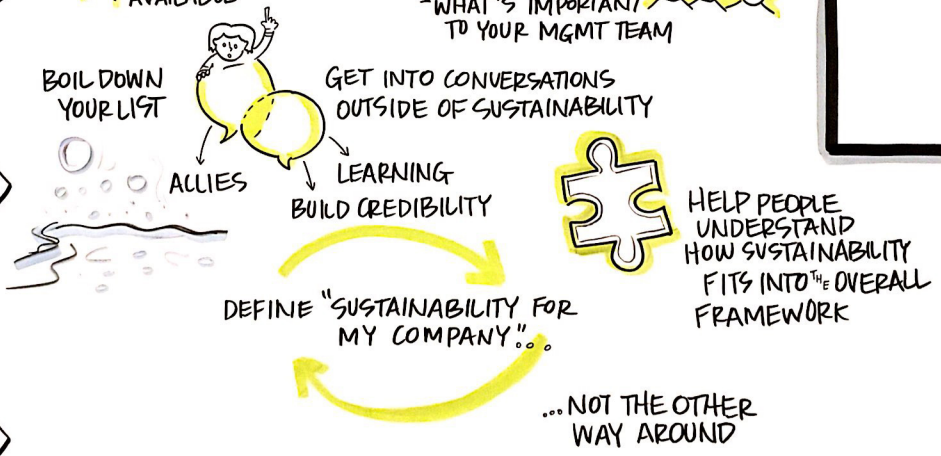 AVAILABLE
-WHAT'S IMPORTANT
TO YOUR MGMT TEAM
BOIL DOWN
YOUR LIST
GET INTO CONVERSATIONS
OUTSIDE OF SUSTAINABILITY
ALLIES
LEARNING
BUILD CREDIBILITY
HELP PEOPLE
UNDERSTAND
HOW SUSTAINABILITY
FITS INTO THE OVERALL
FRAMEWORK
DEFINE "SUSTAINABILITY FOR
MY COMPANY"...
...NOT THE OTHER
WAY AROUND